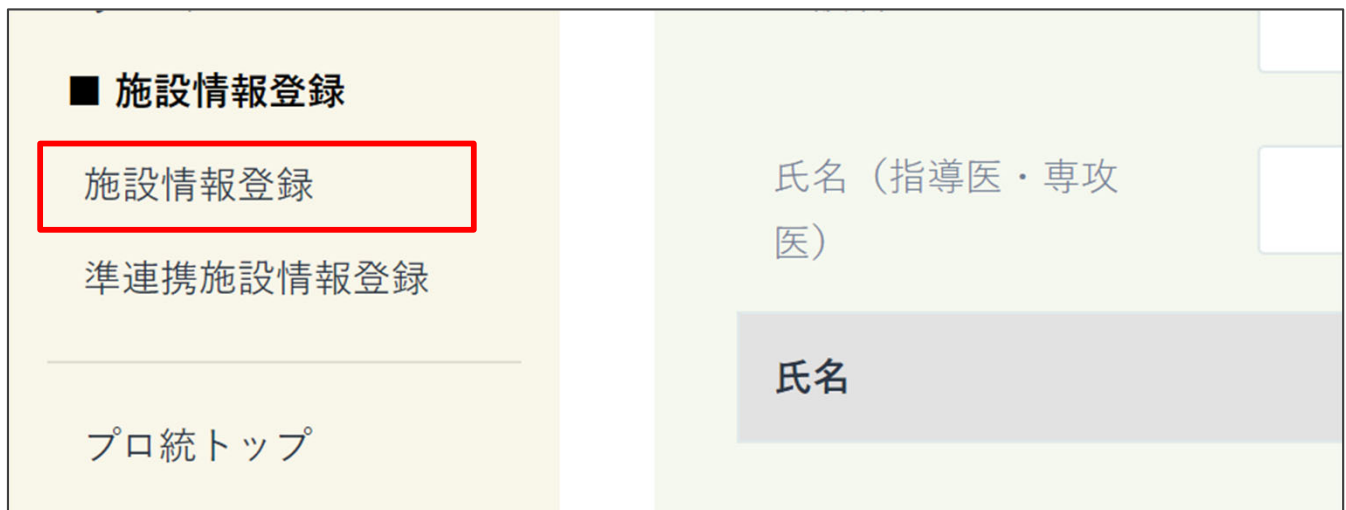 ■ 施設情報登録
施設情報登録
準連携施設情報登録
プロ統トップ
氏名（指導医・専攻
医）
氏名